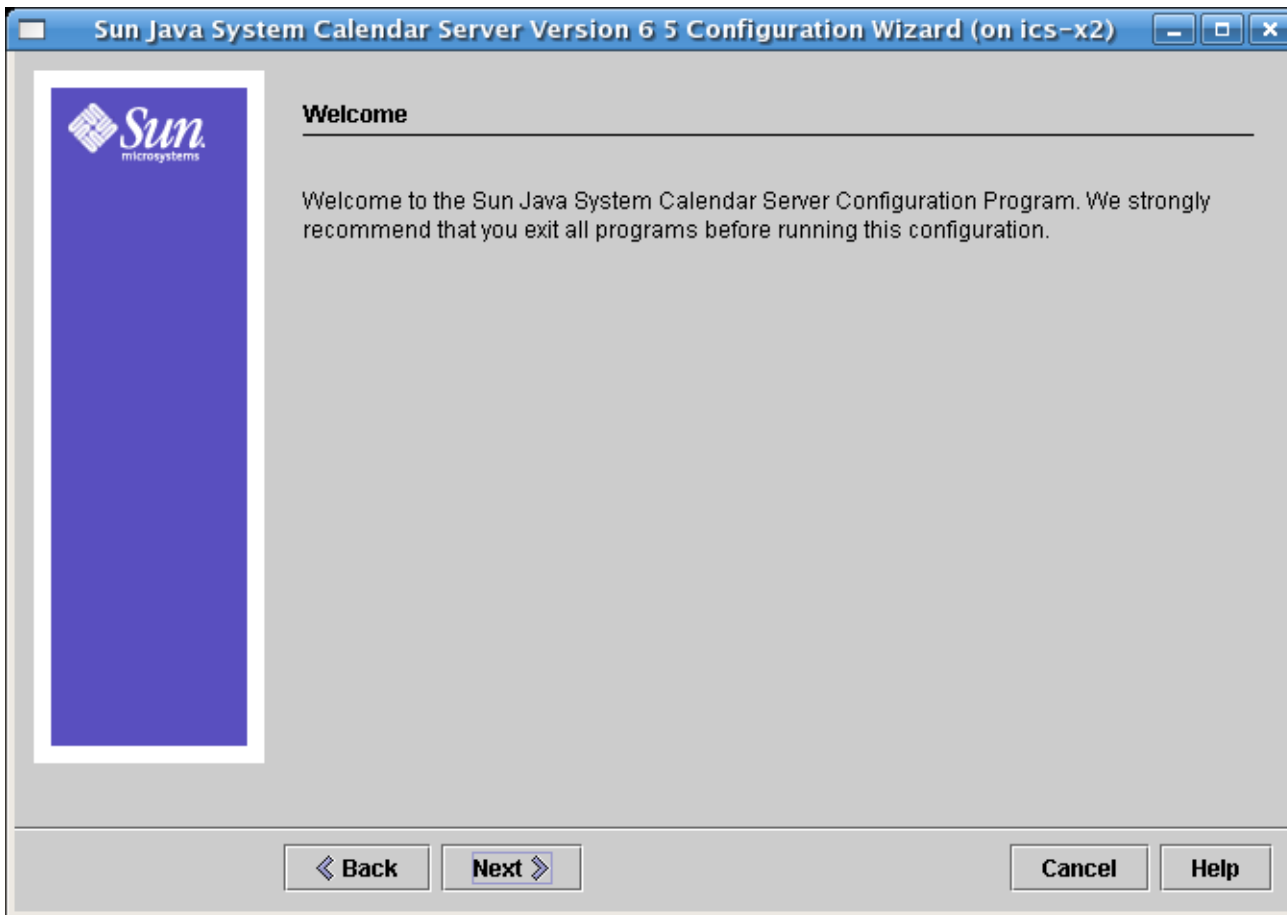 Sun Java System Calendar Server Version 6 5 Configuration Wizard (on ics-x2)
Sun
microsystems
Welcome
Welcome to the Sun Java System Calendar Server Configuration Program. We strongly
recommend that you exit all programs before running this configuration.
Back
Next
Cancel
Help